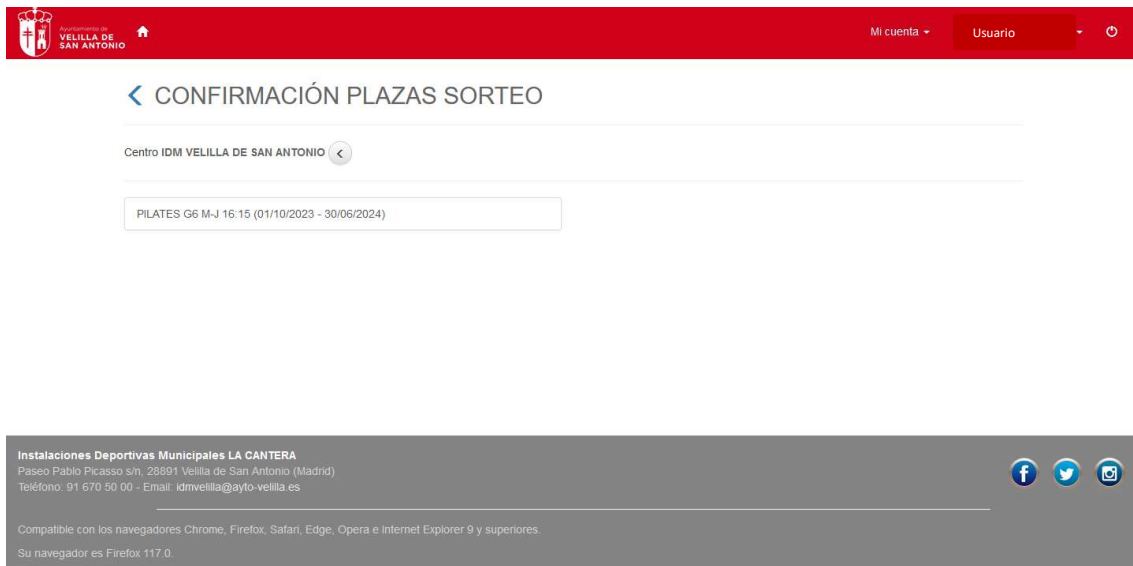 Ayuntamiento de
VELILLA DE
SAN ANTONIO
Mi cuenta
Usuario
CONFIRMACIÓN PLAZAS SORTEO
Centro IDM VELILLA DE SAN ANTONIO
PILATES G6 M-J 16:15 (01/10/2023 - 30/06/2024)
Instalaciones Deportivas Municipales LA CANTERA
Paseo Pablo Picasso s/n, 28891 Velilla de San Antonio (Madrid)
Teléfono: 91 670 50 00 - Email: idmvelilla@ayto-velilla.es
Compatible con los navegadores Chrome, Firefox, Safari, Edge, Opera e Internet Explorer 9 y superiores.
Su navegador es Firefox 117.0.